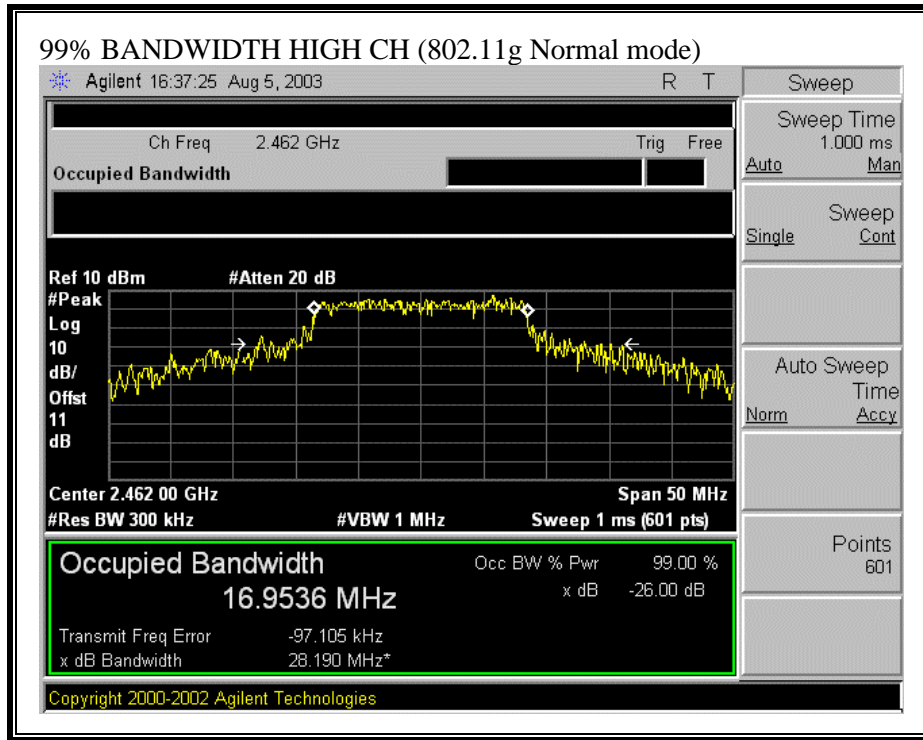 99% BANDWIDTH HIGH CH (802.11g Normal mode)
Agilent 16:37:25 Aug 5, 2003 R T
Sweep
Ch Freq 2.462 GHz Trig Free
Occupied Bandwidth
Sweep Time
1.000 ms
Auto Man
Sweep
Single Cont
Ref 10 dBm #Atten 20 dB
#Peak
Log
10
dB/
Offst
11
dB
Auto Sweep
Time
Norm Accy
Center 2.462 00 GHz Span 50 MHz
#Res BW 300 kHz #VBW 1 MHz Sweep 1 ms (601 pts)
Occupied Bandwidth Occ BW % Pwr 99.00 %
16.9536 MHz x dB -26.00 dB
Transmit Freq Error -97.105 kHz
x dB Bandwidth 28.190 MHz*
Points
601
Copyright 2000-2002 Agilent Technologies